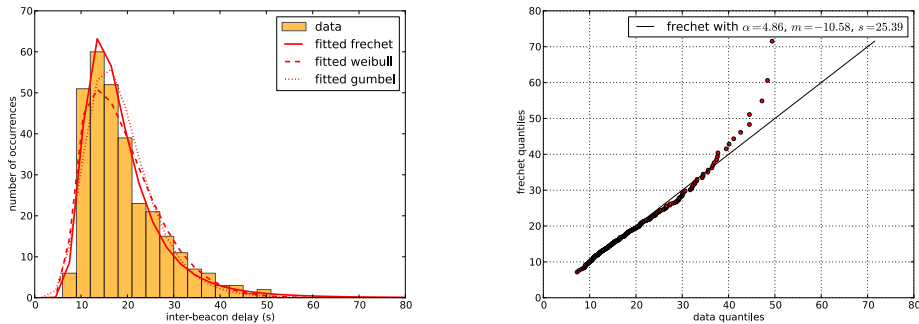 data
fitted frechet
fitted weibull
fitted gumbel
number of occurrences
70
60
50
40
30
20
10
0
0 10 20 30 40 50 60 70 80
inter-beacon delay (s)
frechet with α=4.86, m=−10.58, s=25.39
frechet quantiles
80
70
60
50
40
30
20
10
0
0 10 20 30 40 50 60 70 80
data quantiles